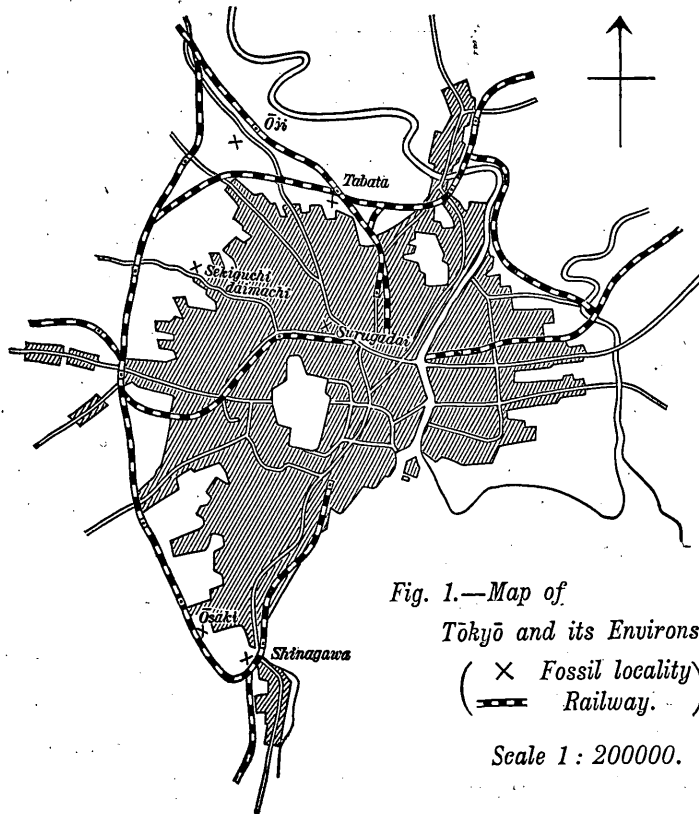 Ōji
Tabata
Sekiguchi
daimachi
Surugadai
Ōsaki
Shinagawa
Fig. 1.—Map of
Tōkyō and its Environs
( × Fossil locality )
Railway.
Scale 1 : 200000.